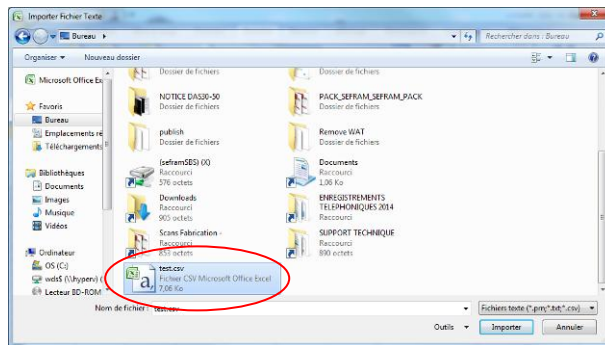 Importer Fichier Texte
Bureau
Rechercher dans : Bureau
Organiser
Nouveau dossier
Microsoft Office Ex
Favoris
Bureau
Emplacements ré
Téléchargements
Bibliothèques
Documents
Images
Musique
Vidéos
Ordinateur
OS (C:)
wds$ (\\hyperv) (
Lecteur BD-ROM
Dossier de fichiers
Dossier de fichiers
NOTICE DAS30-50
Dossier de fichiers
PACK_SEFRAM_SEFRAM_PACK
Dossier de fichiers
publish
Dossier de fichiers
Remove WAT
Dossier de fichiers
(seframSBS) (X)
Raccourci
576 octets
Documents
Raccourci
1,06 Ko
Downloads
Raccourci
905 octets
ENREGISTREMENTS
TELEPHONIQUES 2014
Raccourci
Scans Fabrication -
Raccourci
853 octets
SUPPORT TECHNIQUE
Raccourci
890 octets
test.csv
Fichier CSV Microsoft Office Excel
7,06 Ko
Nom de fichier : test.csv
Fichiers texte (*.prn;*.txt;*.csv)
Outils
Importer
Annuler